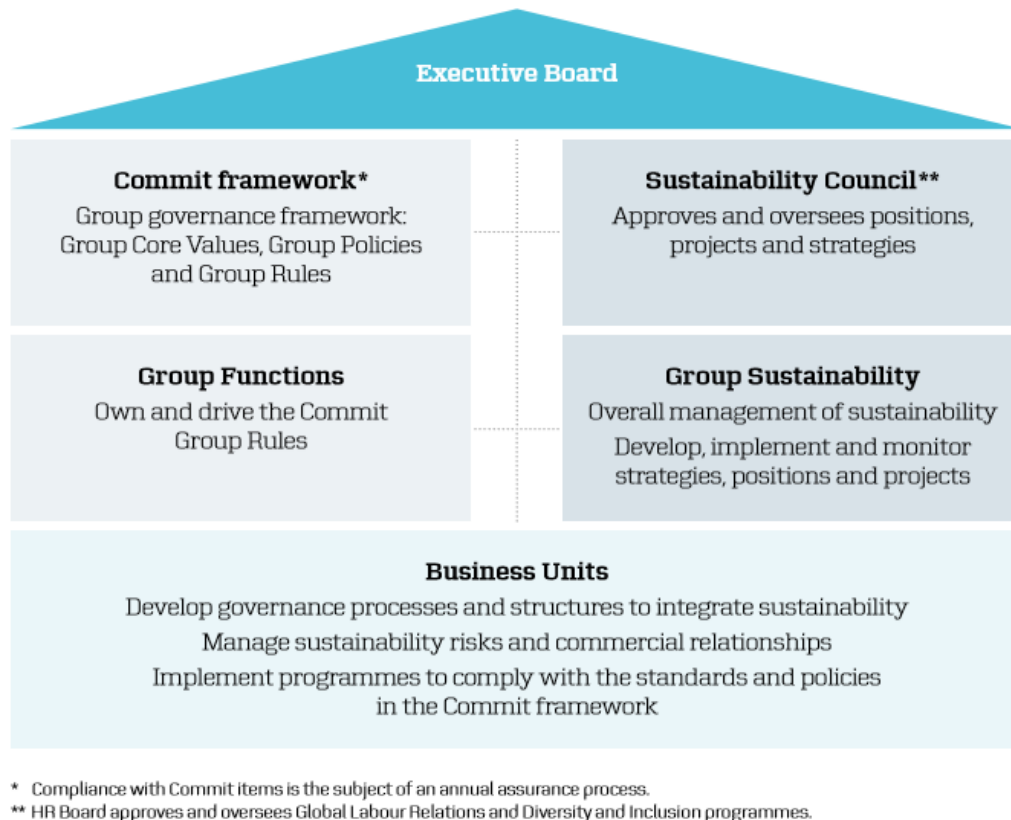 Executive Board
Commit framework*
Group governance framework:
Group Core Values, Group Policies
and Group Rules
Sustainability Council**
Approves and oversees positions,
projects and strategies
Group Functions
Own and drive the Commit
Group Rules
Group Sustainability
Overall management of sustainability
Develop, implement and monitor
strategies, positions and projects
Business Units
Develop governance processes and structures to integrate sustainability
Manage sustainability risks and commercial relationships
Implement programmes to comply with the standards and policies
in the Commit framework
* Compliance with Commit items is the subject of an annual assurance process.
** HR Board approves and oversees Global Labour Relations and Diversity and Inclusion programmes.